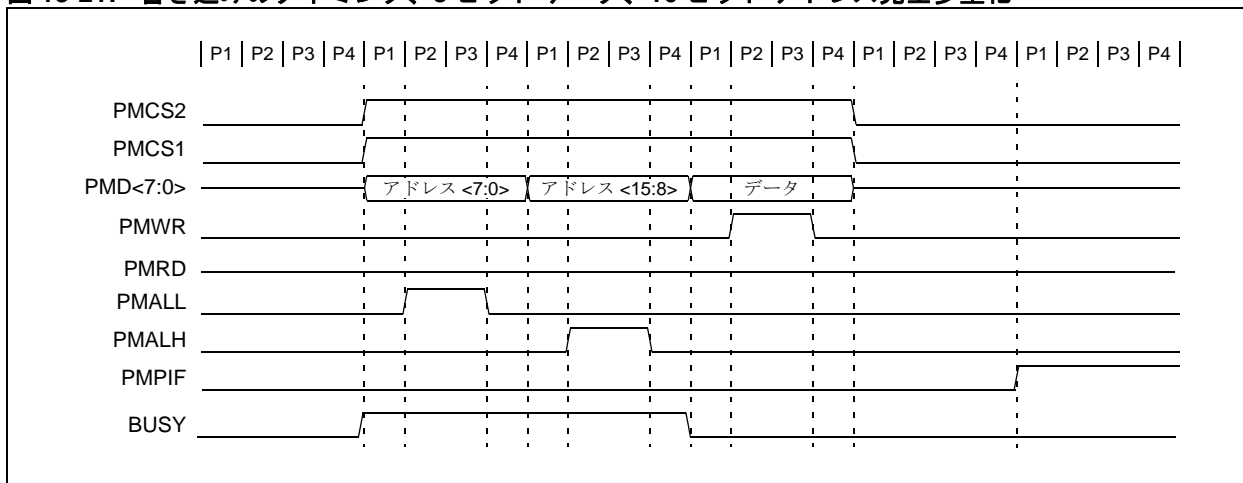 | P1 | P2 | P3 | P4 | P1 | P2 | P3 | P4 | P1 | P2 | P3 | P4 | P1 | P2 | P3 | P4 | P1 | P2 | P3 | P4 | P1 | P2 | P3 | P4 |
PMCS2
PMCS1
PMD<7:0> アドレス <7:0> アドレス <15:8> データ
PMWR
PMRD
PMALL
PMALH
PMPIF
BUSY